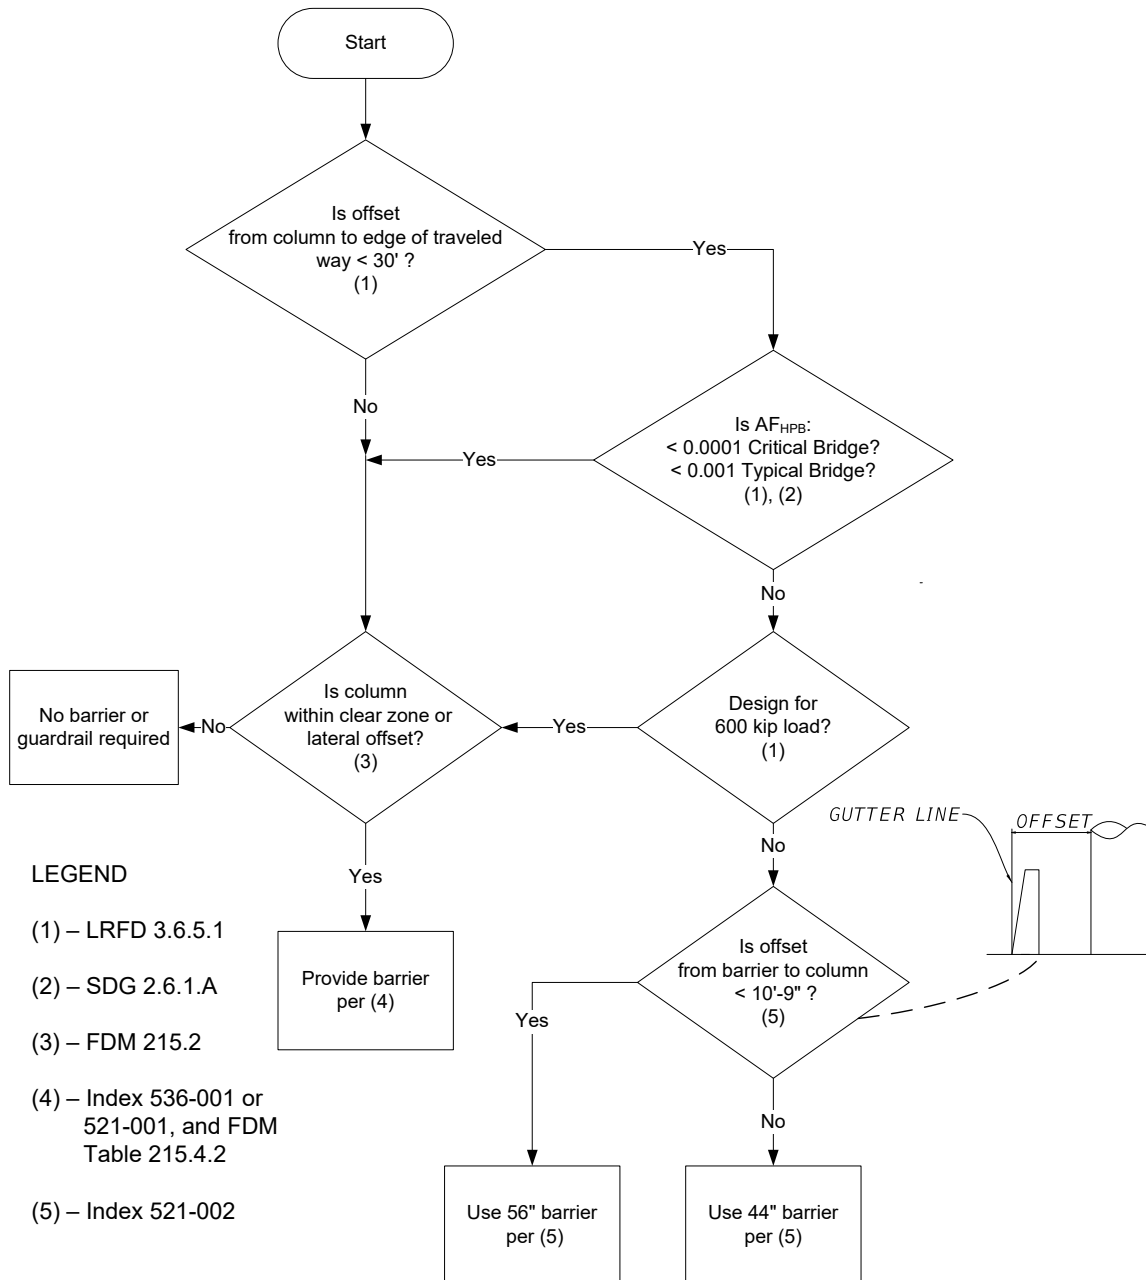 Start
Is offset
from column to edge of traveled
way < 30' ?
(1)
Yes
No
Is AFHPB:
< 0.0001 Critical Bridge?
< 0.001 Typical Bridge?
(1), (2)
Yes
No
No barrier or
guardrail required
No
Is column
within clear zone or
lateral offset?
(3)
Yes
Design for
600 kip load?
(1)
GUTTER LINE
OFFSET
No
Yes
LEGEND
(1) – LRFD 3.6.5.1
(2) – SDG 2.6.1.A
(3) – FDM 215.2
(4) – Index 536-001 or
521-001, and FDM
Table 215.4.2
(5) – Index 521-002
Provide barrier
per (4)
Is offset
from barrier to column
< 10'-9" ?
(5)
Yes
No
Use 56" barrier
per (5)
Use 44" barrier
per (5)